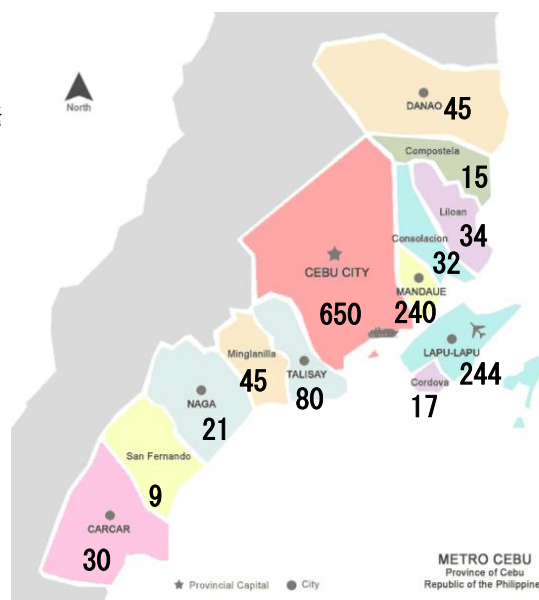 North
DANAO 45
Compostela
15
Liloan
34
Consolacion
32
CEBU CITY
650
MANDAUE
240
LAPU-LAPU
244
Cordova
17
Minglanilla
45
TALISAY
80
NAGA
21
San Fernando
9
CARCAR
30
METRO CEBU
Province of Cebu
Republic of the Philippine
Provincial Capital
City